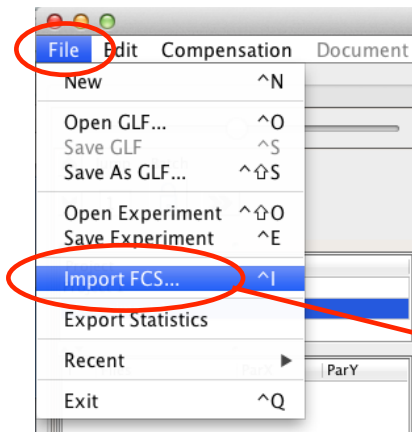 File Edit Compensation Document
New ^N
Open GLF... ^O
Save GLF ^S
Save As GLF... ^⇧S
Open Experiment ^⇧O
Save Experiment ^E
Import FCS... ^I
Export Statistics
Recent ▶ ParY
Exit ^Q